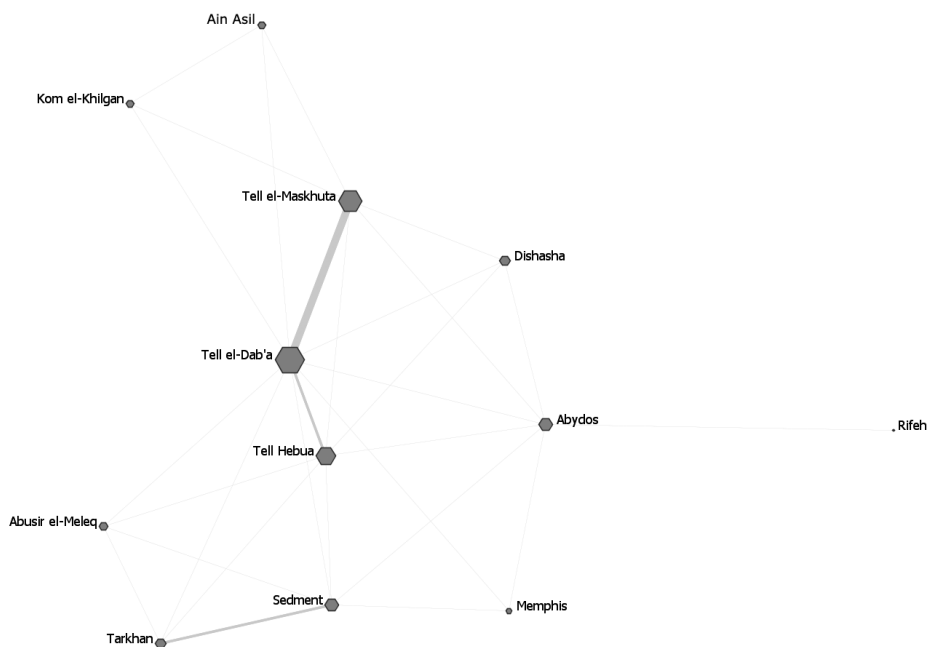 Ain Asil
Kom el-Khilgan
Tell el-Maskhuta
Dishasha
Tell el-Dab'a
Abydos
Rifeh
Tell Hebua
Abusir el-Meleq
Sedment
Memphis
Tarkhan